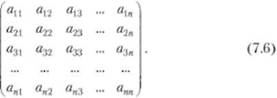 a11 a12 a13 ... a1n
a21 a22 a23 ... a2n
a31 a32 a33 ... a3n
... ... ... ... ...
an1 an2 an3 ... ann
. (7.6)